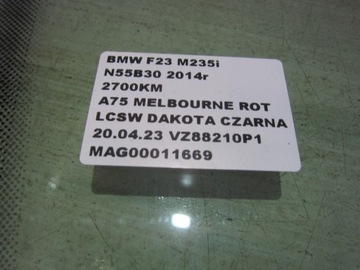 BMW F23 M235i
N55B30 2014r
2700KM
A75 MELBOURNE ROT
LCSW DAKOTA CZARNA
20.04.23 VZ88210P1
MAG00011669